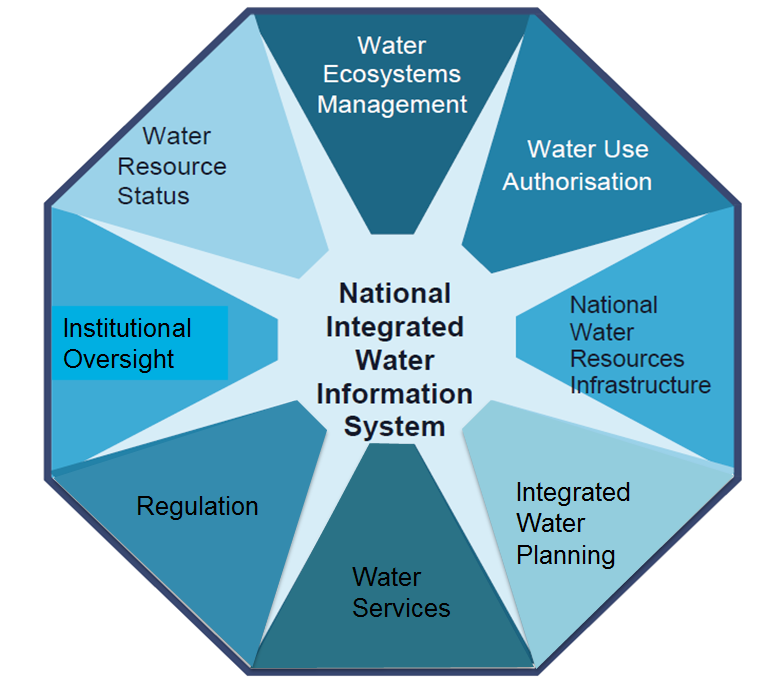 Water
Ecosystems
Management
Water Use
Authorisation
National
Water
Resources
Infrastructure
Integrated
Water
Planning
Water
Services
Regulation
Institutional
Oversight
Water
Resource
Status
National
Integrated
Water
Information
System